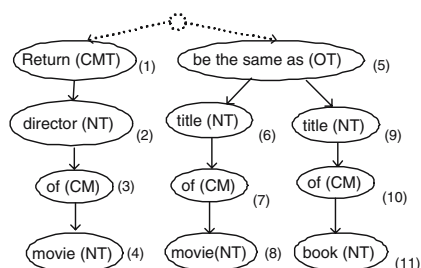 Return (CMT) (1) be the same as (OT) (5)
director (NT) (2) title (NT) (6) title (NT) (9)
of (CM) (3) of (CM) (7) of (CM) (10)
movie (NT) (4) movie(NT) (8) book (NT) (11)